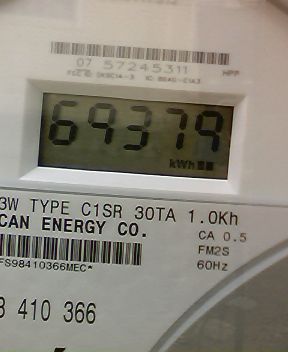 07 57245311 HPP
69379
kWh
3W TYPE C1SR 30TA 1.0Kh
CAN ENERGY CO. CA 0.5
FM2S
FS98410366MEC* 60Hz
410 366